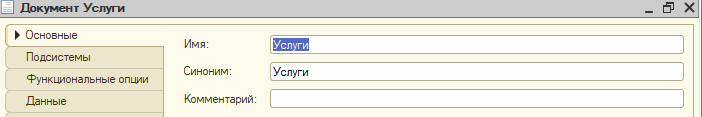 Документ Услуги
Основные
Подсистемы
Функциональные опции
Данные
Имя: Услуги
Синоним: Услуги
Комментарий: